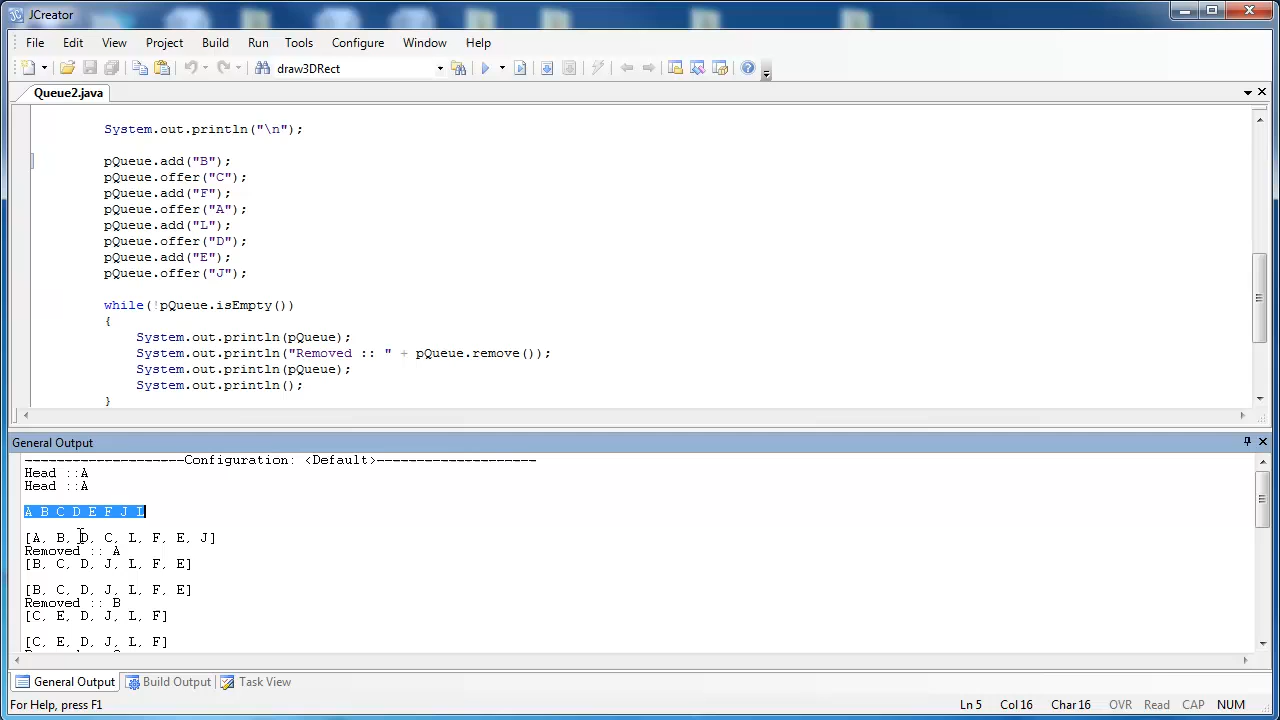 JCreator
File Edit View Project Build Run Tools Configure Window Help
draw3DRect
Queue2.java
System.out.println("\n");
pQueue.add("B");
pQueue.offer("C");
pQueue.add("F");
pQueue.offer("A");
pQueue.add("L");
pQueue.offer("D");
pQueue.add("E");
pQueue.offer("J");
while(!pQueue.isEmpty())
{
System.out.println(pQueue);
System.out.println("Removed :: " + pQueue.remove());
System.out.println(pQueue);
System.out.println();
}
General Output
--------------------Configuration: <Default>--------------------
Head ::A
Head ::A
A B C D E F J L
[A, B, D, C, L, F, E, J]
Removed :: A
[B, C, D, J, L, F, E]
[B, C, D, J, L, F, E]
Removed :: B
[C, E, D, J, L, F]
[C, E, D, J, L, F]
General Output Build Output Task View
For Help, press F1 Ln 5 Col 16 Char 16 OVR Read CAP NUM